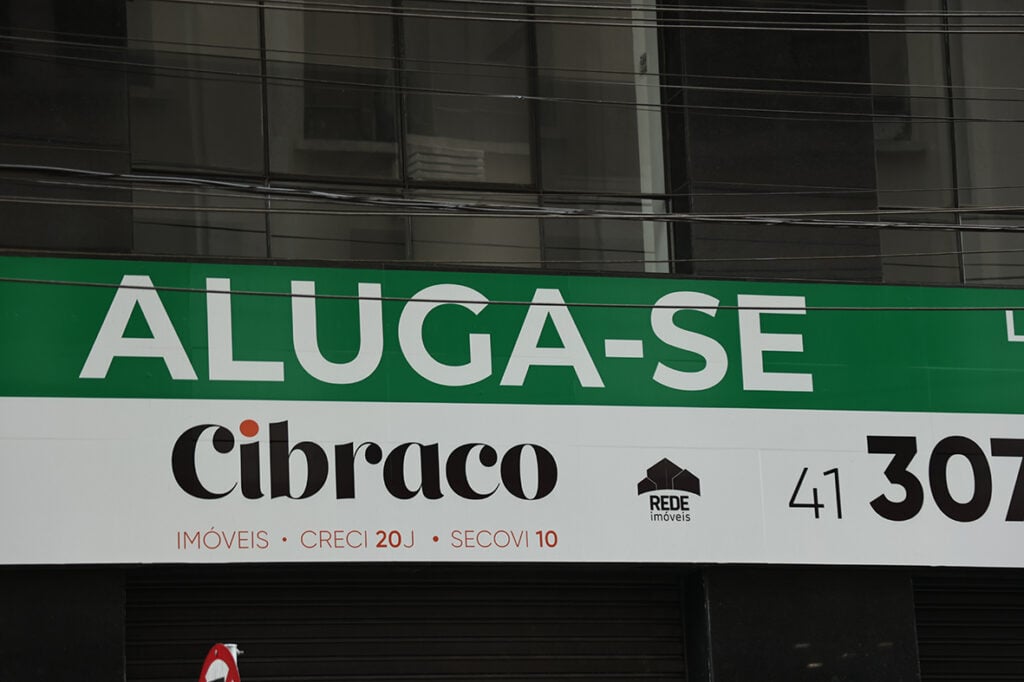 ALUGA-SE
Cibraco
IMÓVEIS • CRECI 20J • SECOVI 10
REDE
imóveis
41 307